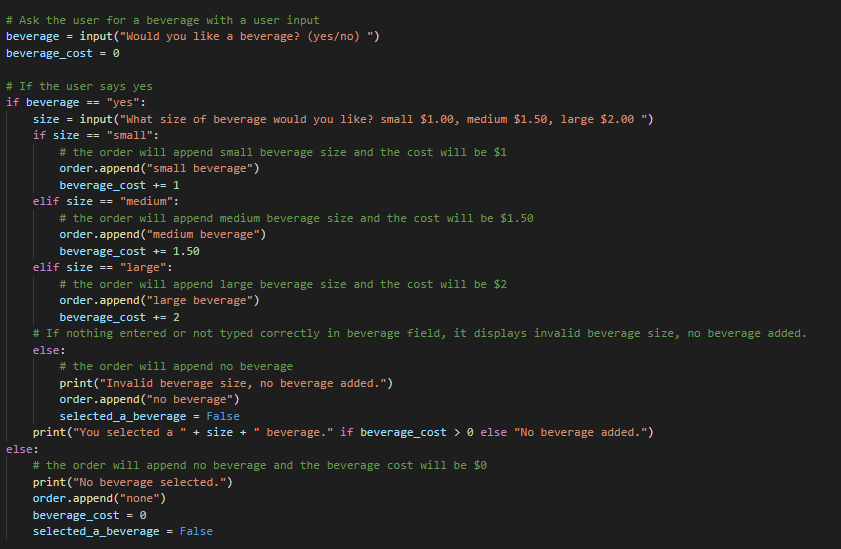 # Ask the user for a beverage with a user input
beverage = input("Would you like a beverage? (yes/no) ")
beverage_cost = 0

# If the user says yes
if beverage == "yes":
    size = input("What size of beverage would you like? small $1.00, medium $1.50, large $2.00 ")
    if size == "small":
        # the order will append small beverage size and the cost will be $1
        order.append("small beverage")
        beverage_cost += 1
    elif size == "medium":
        # the order will append medium beverage size and the cost will be $1.50
        order.append("medium beverage")
        beverage_cost += 1.50
    elif size == "large":
        # the order will append large beverage size and the cost will be $2
        order.append("large beverage")
        beverage_cost += 2
    # If nothing entered or not typed correctly in beverage field, it displays invalid beverage size, no beverage added.
    else:
        # the order will append no beverage
        print("Invalid beverage size, no beverage added.")
        order.append("no beverage")
        selected_a_beverage = False
    print("You selected a " + size + " beverage." if beverage_cost > 0 else "No beverage added.")
else:
    # the order will append no beverage and the beverage cost will be $0
    print("No beverage selected.")
    order.append("none")
    beverage_cost = 0
    selected_a_beverage = False